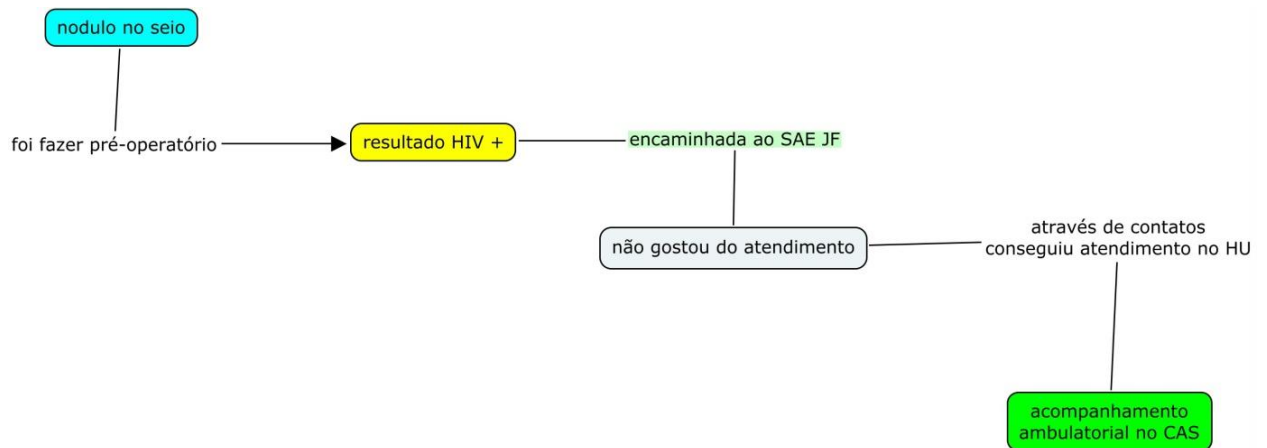 nodulo no seio
foi fazer pré-operatório
resultado HIV +
encaminhada ao SAE JF
não gostou do atendimento
através de contatos
conseguiu atendimento no HU
acompanhamento
ambulatorial no CAS